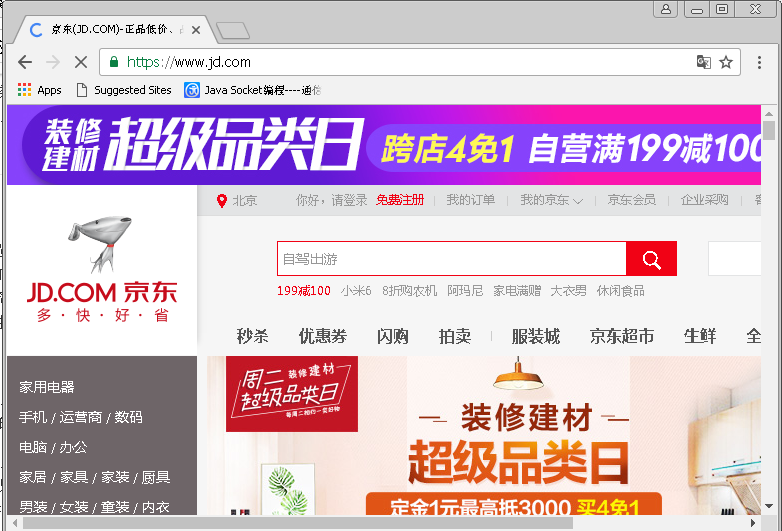 京东(JD.COM)-正品低价、
https://www.jd.com
Apps Suggested Sites Java Socket编程----通信
装修建材 超级品类日 跨店4免1 自营满199减100
北京 你好，请登录 免费注册 我的订单 我的京东 京东会员 企业采购
自驾出游
199减100 小米6 8折购农机 阿玛尼 家电满赠 大衣男 休闲食品
JD.COM 京东
多·快·好·省
秒杀 优惠券 闪购 拍卖 服装城 京东超市 生鲜 全
家用电器
手机 / 运营商 / 数码
电脑 / 办公
家居 / 家具 / 家装 / 厨具
男装 / 女装 / 童装 / 内衣
周二 装修建材
超级品类日
每周二相约一套好物
装修建材
超级品类日
定金1元最高抵3000 买4免1